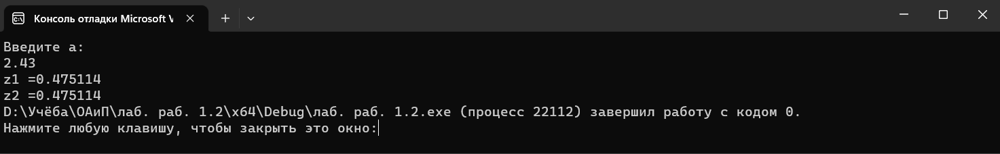 Консоль отладки Microsoft V
Введите a:
2.43
z1 =0.475114
z2 =0.475114
D:\Учёба\ОАиП\лаб. раб. 1.2\x64\Debug\лаб. раб. 1.2.exe (процесс 22112) завершил работу с кодом 0.
Нажмите любую клавишу, чтобы закрыть это окно: